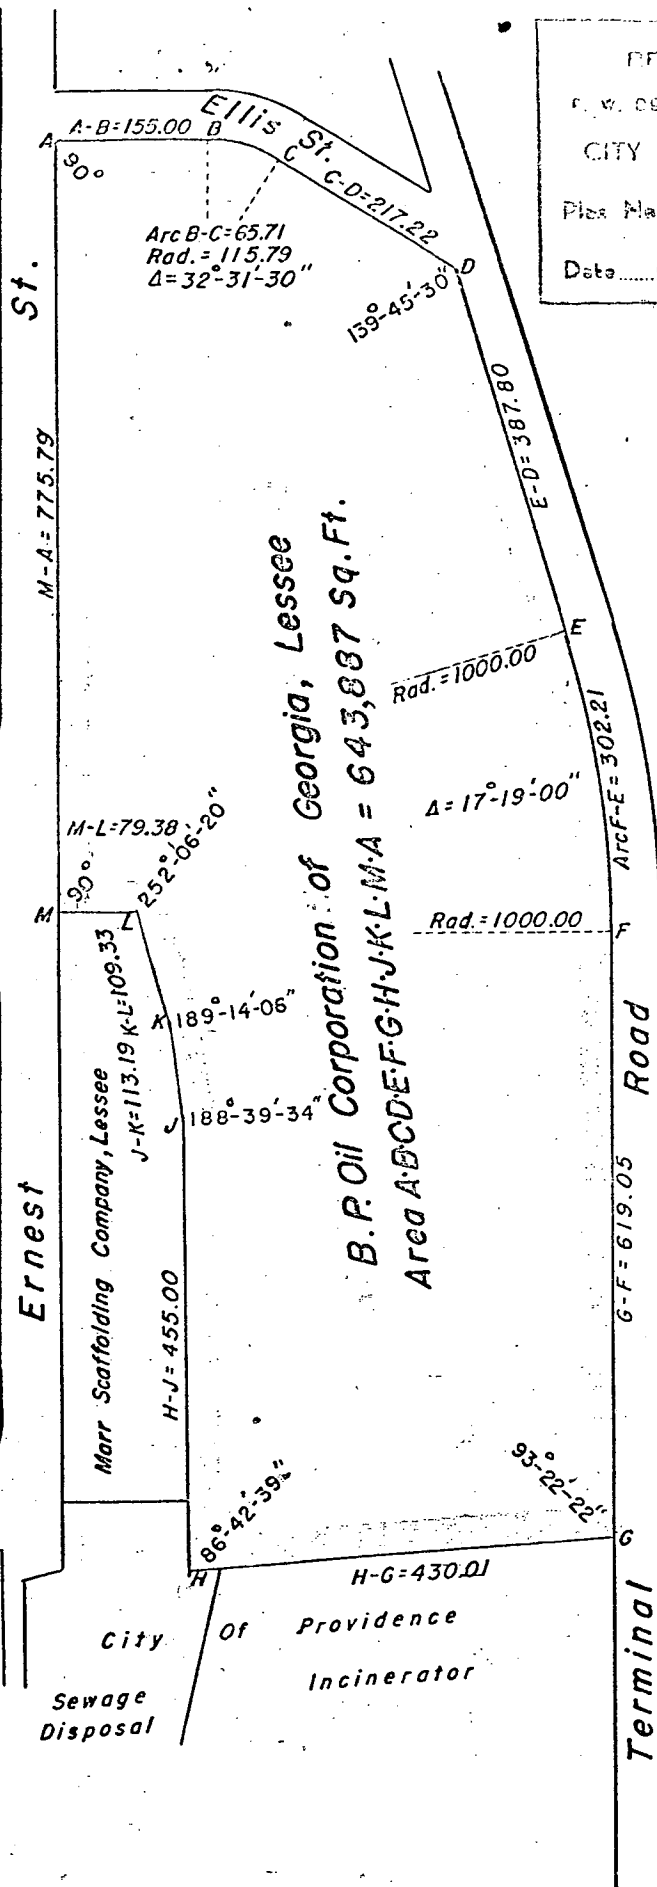 CITY
Date......
Ellis St.
A-B=155.00
A
B
C
90°
C-D=217.22
Arc B-C=65.71
Rad.=115.79
Δ=32°-31'-30"
D
139°-45'-30"
St.
M-A=775.79
E-D=387.80
E
Rad.=1000.00
Δ=17°-19'-00"
Arc F-E=302.21
B.P. Oil Corporation of Georgia, Lessee
Area A·B·C·D·E·F·G·H·J·K·L·M·A = 643,887 Sq. Ft.
M-L=79.38
252°-06'-20"
90°
M
L
Rad.=1000.00
F
K-L=109.33
K
189°-14'-06"
J-K=113.19
J
188°-39'-34"
Marr Scaffolding Company, Lessee
Ernest
Road
G-F=619.05
H-J=455.00
86°-42'-39"
93°-22'-22"
G
H
H-G=430.01
City Of Providence
Incinerator
Sewage
Disposal
Terminal